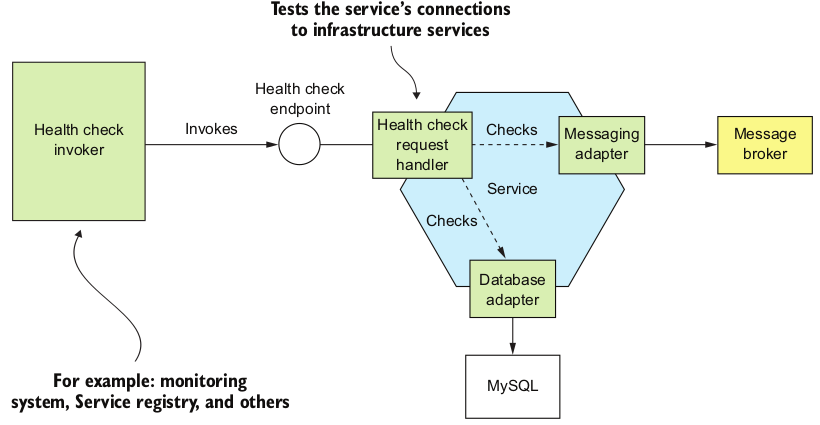 Tests the service's connections
to infrastructure services
Health check
endpoint
Health check
invoker
Invokes
Health check
request
handler
Checks
Messaging
adapter
Message
broker
Service
Checks
Database
adapter
MySQL
For example: monitoring
system, Service registry, and others